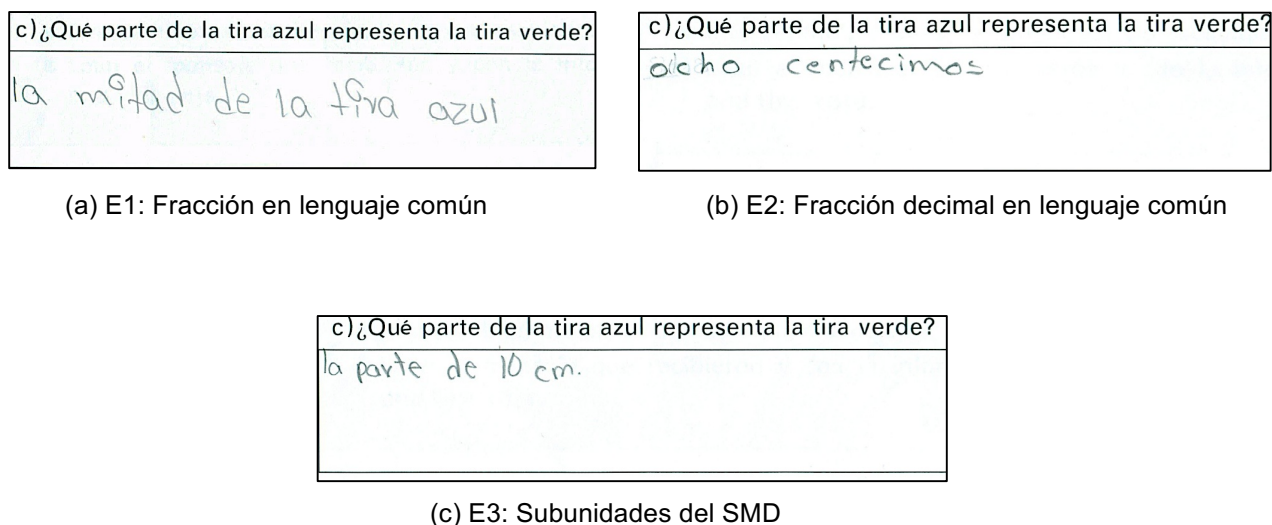 c)¿Qué parte de la tira azul representa la tira verde?
la mitad de la tira azul
(a) E1: Fracción en lenguaje común
c)¿Qué parte de la tira azul representa la tira verde?
ocho centecimos
(b) E2: Fracción decimal en lenguaje común
c)¿Qué parte de la tira azul representa la tira verde?
la parte de 10 cm.
(c) E3: Subunidades del SMD